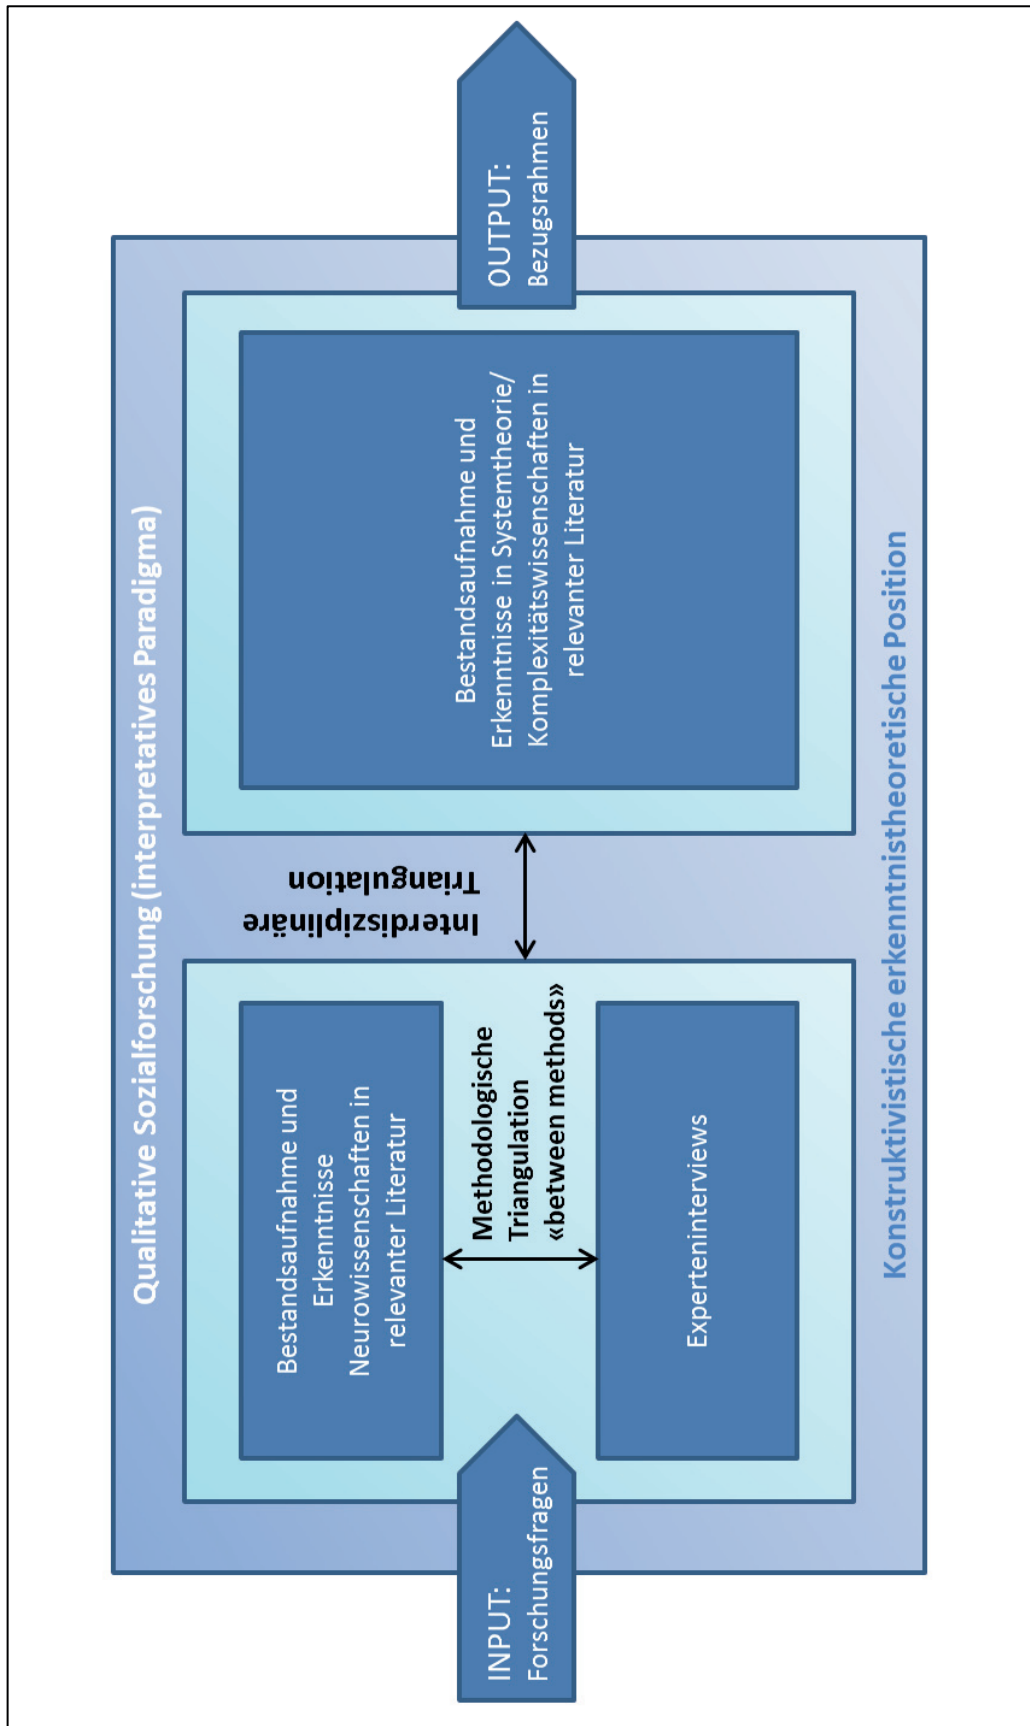 Qualitative Sozialforschung (interpretatives Paradigma)
INPUT:
Forschungsfragen
Bestandsaufnahme und
Erkenntnisse
Neurowissenschaften in
relevanter Literatur
Methodologische
Triangulation
«between methods»
Experteninterviews
Interdisziplinäre
Triangulation
Bestandsaufnahme und
Erkenntnisse in Systemtheorie/
Komplexitätswissenschaften in
relevanter Literatur
OUTPUT:
Bezugsrahmen
Konstruktivistische erkenntnistheoretische Position